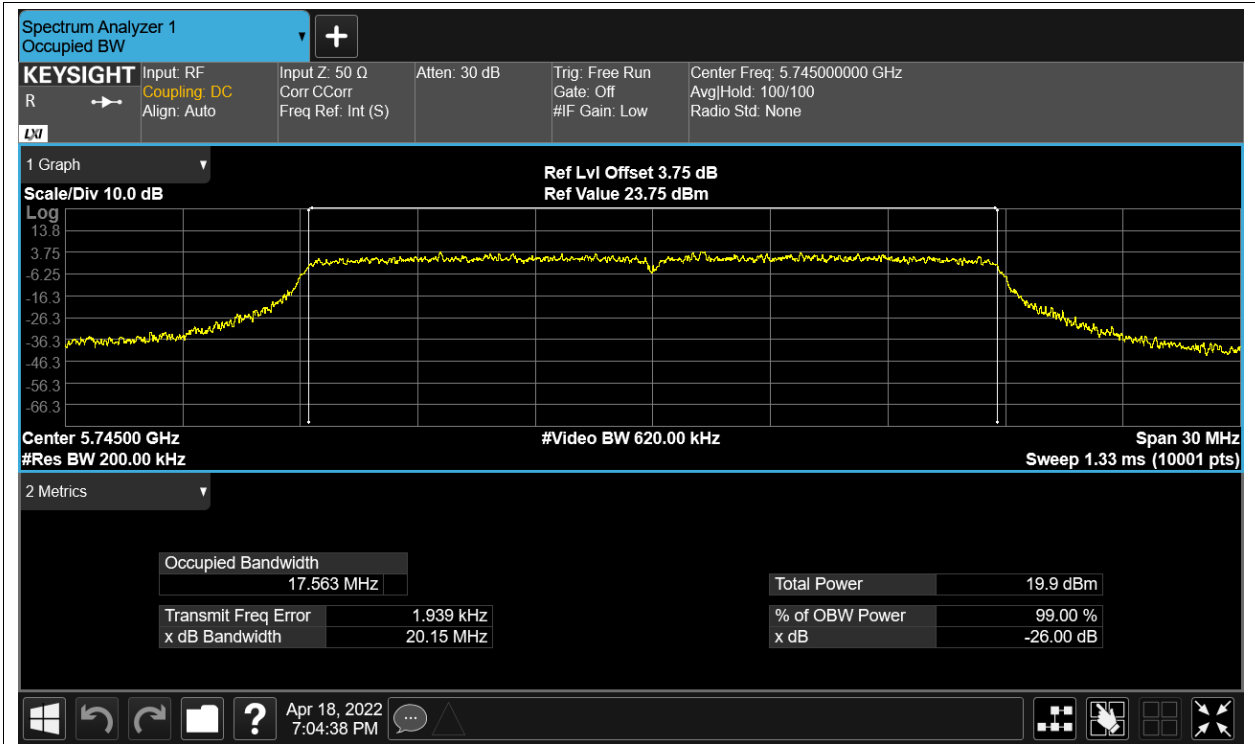 Spectrum Analyzer 1
Occupied BW
▼
+
KEYSIGHT
R
LXI
Input: RF
Coupling: DC
Align: Auto
Input Z: 50 Ω
Corr CCorr
Freq Ref: Int (S)
Atten: 30 dB
Trig: Free Run
Gate: Off
#IF Gain: Low
Center Freq: 5.745000000 GHz
Avg|Hold: 100/100
Radio Std: None
1 Graph ▼
Scale/Div 10.0 dB
Ref Lvl Offset 3.75 dB
Ref Value 23.75 dBm
Log
13.8
3.75
-6.25
-16.3
-26.3
-36.3
-46.3
-56.3
-66.3
Center 5.74500 GHz
#Res BW 200.00 kHz
#Video BW 620.00 kHz
Span 30 MHz
Sweep 1.33 ms (10001 pts)
2 Metrics ▼
Occupied Bandwidth
17.563 MHz
Transmit Freq Error 1.939 kHz
x dB Bandwidth 20.15 MHz
Total Power 19.9 dBm
% of OBW Power 99.00 %
x dB -26.00 dB
?
Apr 18, 2022
7:04:38 PM